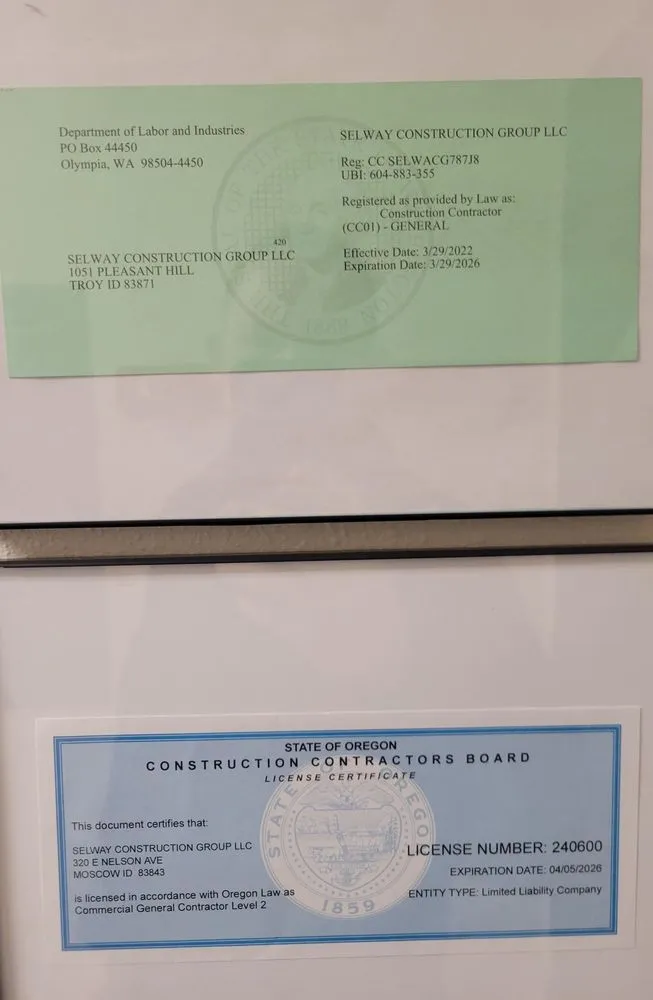 Department of Labor and Industries
PO Box 44450
Olympia, WA 98504-4450
SELWAY CONSTRUCTION GROUP LLC
Reg: CC SELWACG787J8
UBI: 604-883-355
Registered as provided by Law as:
Construction Contractor
(CC01) - GENERAL
Effective Date: 3/29/2022
Expiration Date: 3/29/2026
420
SELWAY CONSTRUCTION GROUP LLC
1051 PLEASANT HILL
TROY ID 83871
STATE OF OREGON
CONSTRUCTION CONTRACTORS BOARD
LICENSE CERTIFICATE
This document certifies that:
SELWAY CONSTRUCTION GROUP LLC
320 E NELSON AVE
MOSCOW ID 83843
is licensed in accordance with Oregon Law as
Commercial General Contractor Level 2
LICENSE NUMBER: 240600
EXPIRATION DATE: 04/05/2026
ENTITY TYPE: Limited Liability Company
STATE OF OREGON
1859